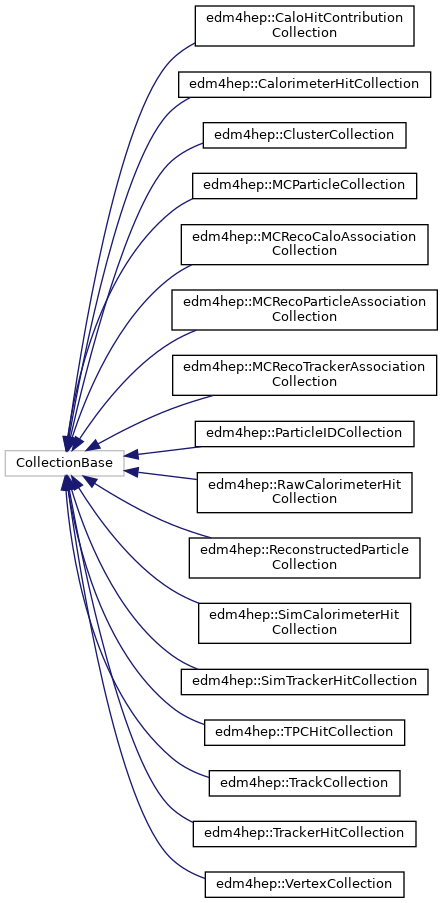 edm4hep::CaloHitContribution
Collection
edm4hep::CalorimeterHitCollection
edm4hep::ClusterCollection
edm4hep::MCParticleCollection
edm4hep::MCRecoCaloAssociation
Collection
edm4hep::MCRecoParticleAssociation
Collection
edm4hep::MCRecoTrackerAssociation
Collection
edm4hep::ParticleIDCollection
CollectionBase
edm4hep::RawCalorimeterHit
Collection
edm4hep::ReconstructedParticle
Collection
edm4hep::SimCalorimeterHit
Collection
edm4hep::SimTrackerHitCollection
edm4hep::TPCHitCollection
edm4hep::TrackCollection
edm4hep::TrackerHitCollection
edm4hep::VertexCollection